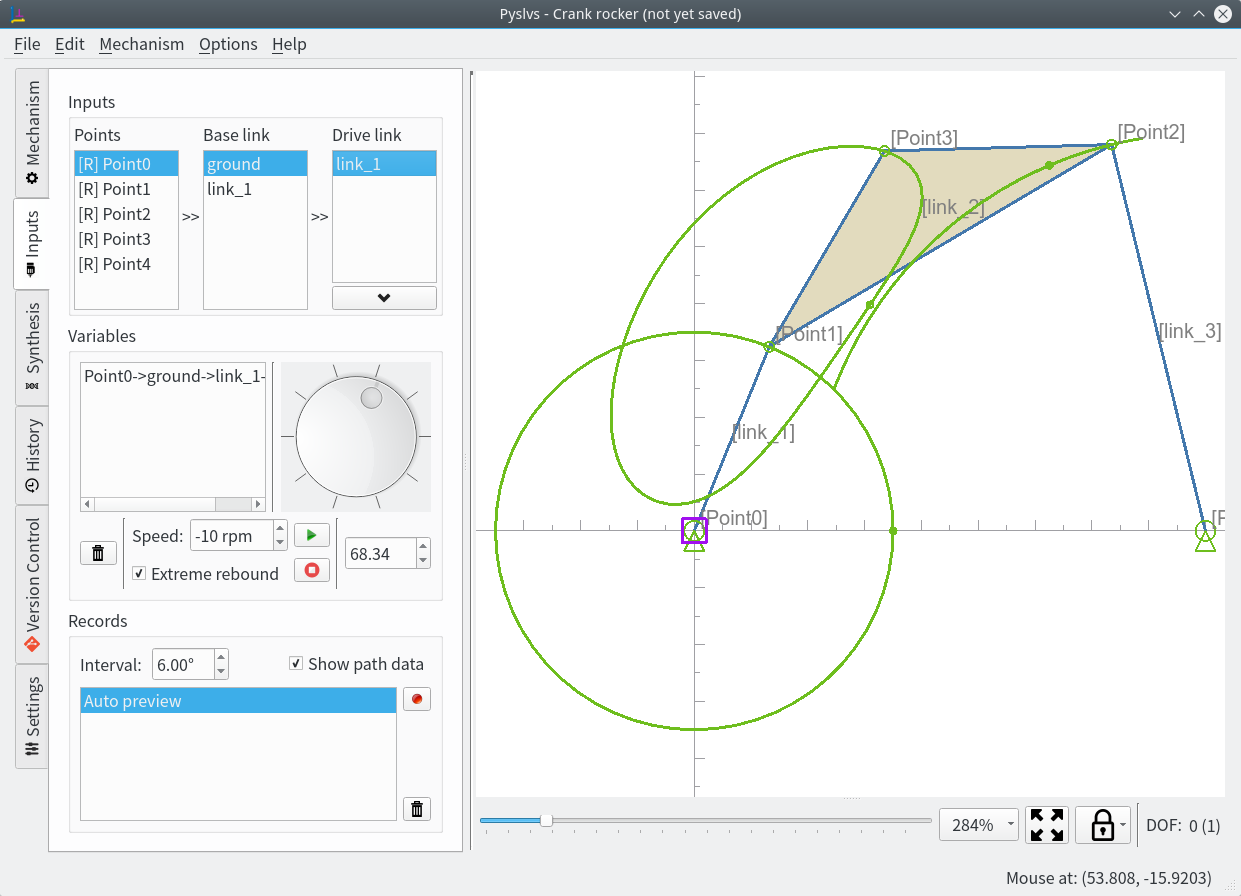 Pyslvs - Crank rocker (not yet saved)
File Edit Mechanism Options Help
Mechanism
Inputs
Synthesis
History
Version Control
Settings
Inputs
Points
Base link
Drive link
[R] Point0
[R] Point1
[R] Point2
[R] Point3
[R] Point4
>>
ground
link_1
>>
link_1
Variables
Point0->ground->link_1-
Speed: -10 rpm
Extreme rebound
68.34
Records
Interval: 6.00°
Show path data
Auto preview
[Point3]
[Point2]
[link_2]
[Point1]
[link_3]
[link_1]
[Point0]
284%
DOF: 0 (1)
Mouse at: (53.808, -15.9203)